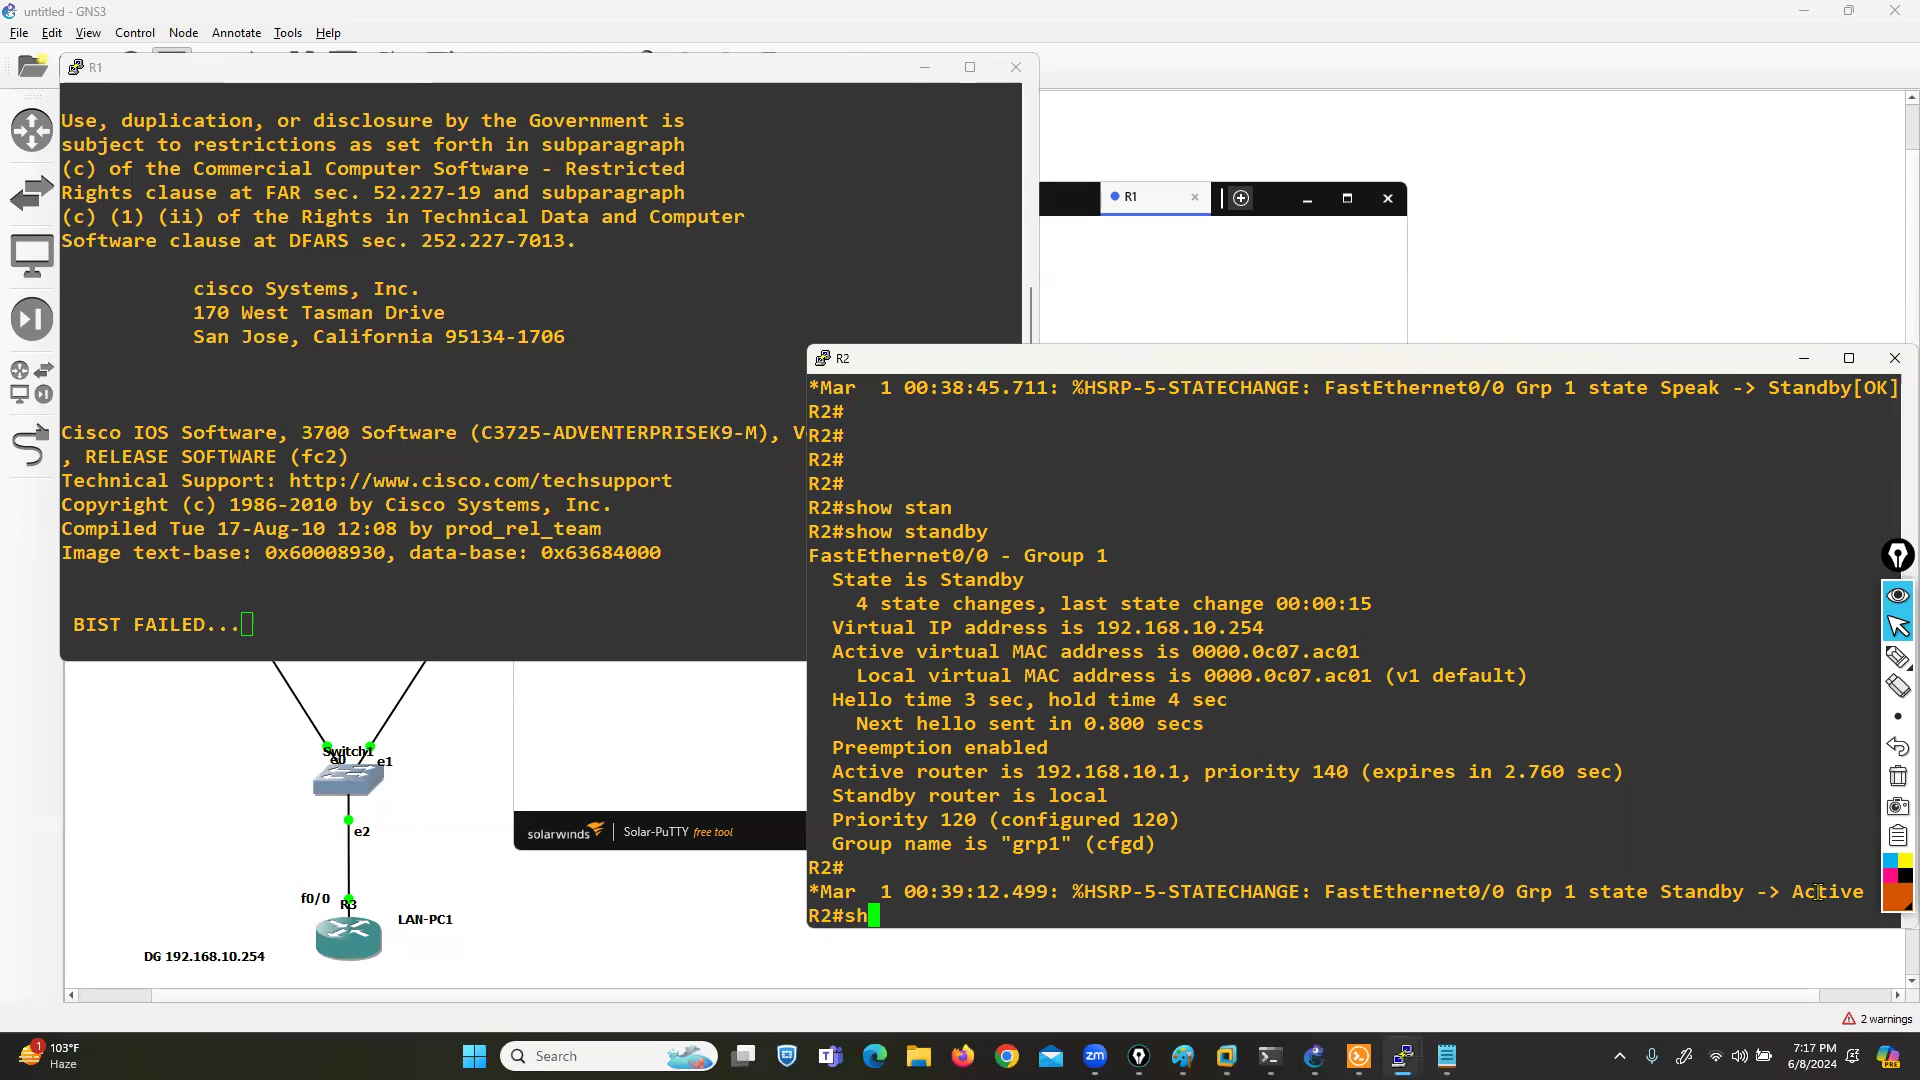 untitled - GNS3
File Edit View Control Node Annotate Tools Help
R1
Use, duplication, or disclosure by the Government is
subject to restrictions as set forth in subparagraph
(c) of the Commercial Computer Software - Restricted
Rights clause at FAR sec. 52.227-19 and subparagraph
(c) (1) (ii) of the Rights in Technical Data and Computer
Software clause at DFARS sec. 252.227-7013.
cisco Systems, Inc.
170 West Tasman Drive
San Jose, California 95134-1706
Cisco IOS Software, 3700 Software (C3725-ADVENTERPRISEK9-M), V
, RELEASE SOFTWARE (fc2)
Technical Support: http://www.cisco.com/techsupport
Copyright (c) 1986-2010 by Cisco Systems, Inc.
Compiled Tue 17-Aug-10 12:08 by prod_rel_team
Image text-base: 0x60008930, data-base: 0x63684000
BIST FAILED...
R1
R2
*Mar  1 00:38:45.711: %HSRP-5-STATECHANGE: FastEthernet0/0 Grp 1 state Speak -> Standby[OK]
R2#
R2#
R2#
R2#
R2#show stan
R2#show standby
FastEthernet0/0 - Group 1
State is Standby
4 state changes, last state change 00:00:15
Virtual IP address is 192.168.10.254
Active virtual MAC address is 0000.0c07.ac01
Local virtual MAC address is 0000.0c07.ac01 (v1 default)
Hello time 3 sec, hold time 4 sec
Next hello sent in 0.800 secs
Preemption enabled
Active router is 192.168.10.1, priority 140 (expires in 2.760 sec)
Standby router is local
Priority 120 (configured 120)
Group name is "grp1" (cfgd)
R2#
*Mar  1 00:39:12.499: %HSRP-5-STATECHANGE: FastEthernet0/0 Grp 1 state Standby -> Active
R2#sh
Switch1
e0
e1
e2
f0/0
R3
LAN-PC1
DG 192.168.10.254
solarwinds Solar-PuTTY free tool
2 warnings
1
103°F
Haze
Search
zm
7:17 PM
6/8/2024
PRE